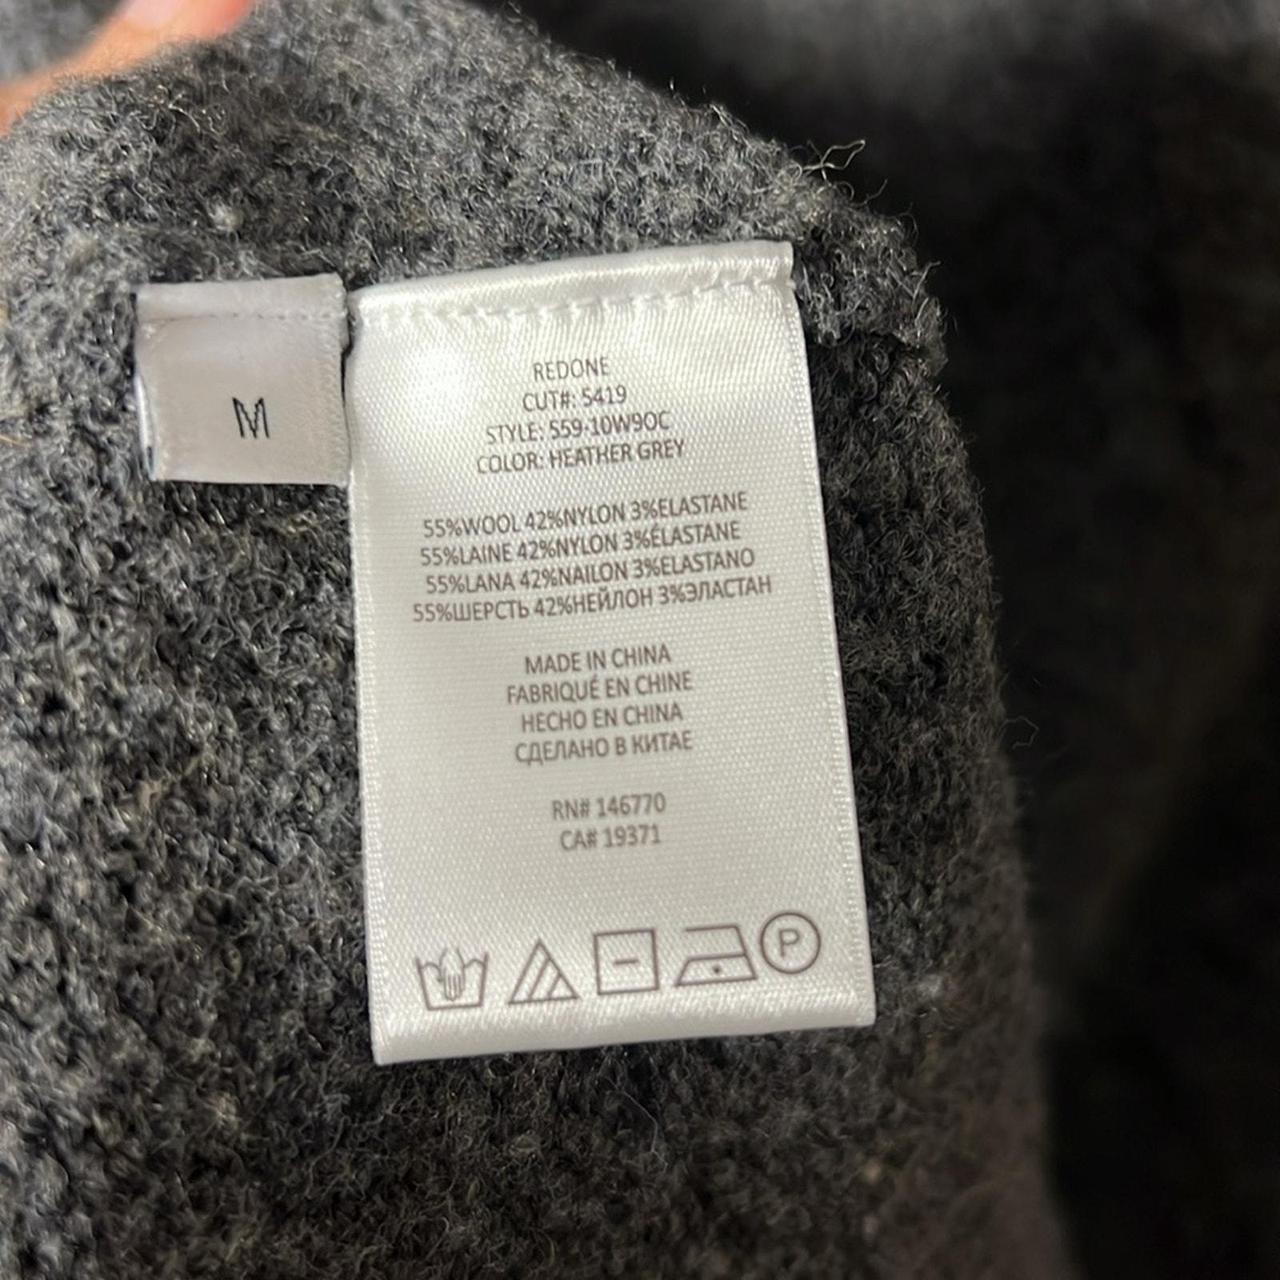 M
REDONE
CUT#: 5419
STYLE: 559-10W9OC
COLOR: HEATHER GREY
55%WOOL 42%NYLON 3%ELASTANE
55%LAINE 42%NYLON 3%ÉLASTANE
55%LANA 42%NAILON 3%ELASTANO
55%ШЕРСТЬ 42%НЕЙЛОН 3%ЭЛАСТАН
MADE IN CHINA
FABRIQUÉ EN CHINE
HECHO EN CHINA
СДЕЛАНО В КИТАЕ
RN# 146770
CA# 19371
P